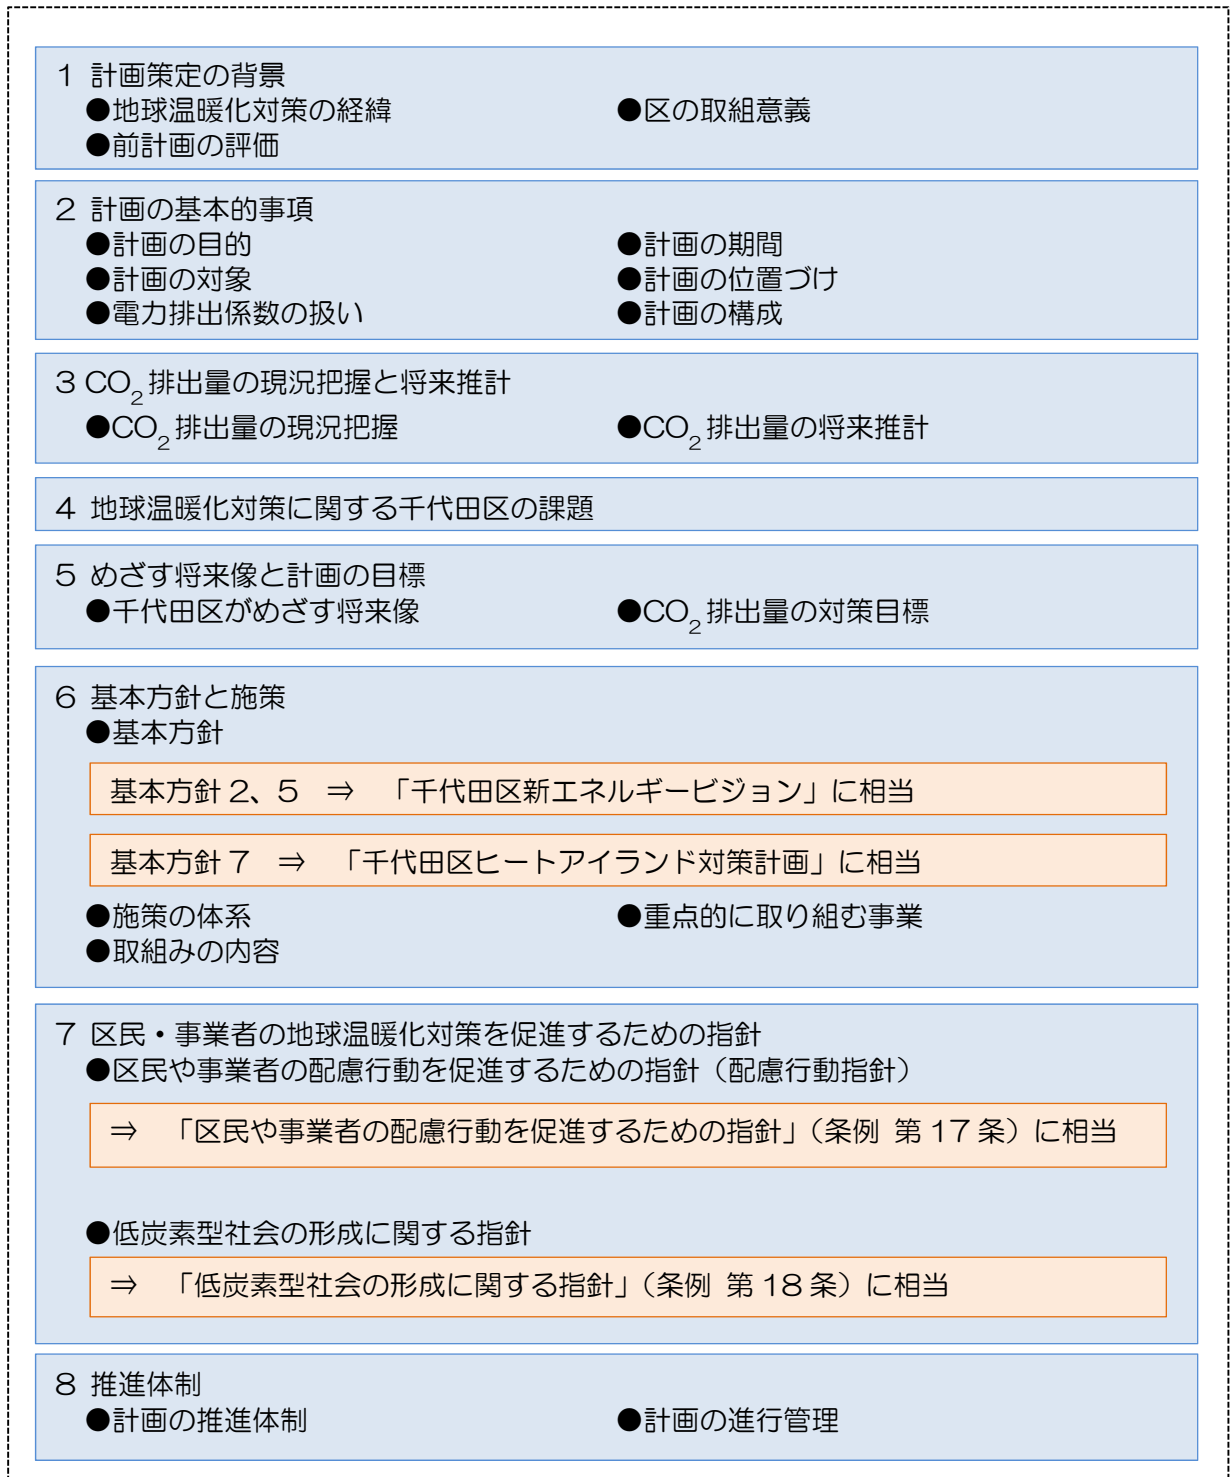 1 計画策定の背景
●地球温暖化対策の経緯 ●区の取組意義
●前計画の評価
2 計画の基本的事項
●計画の目的 ●計画の期間
●計画の対象 ●計画の位置づけ
●電力排出係数の扱い ●計画の構成
3 CO₂排出量の現況把握と将来推計
●CO₂排出量の現況把握 ●CO₂排出量の将来推計
4 地球温暖化対策に関する千代田区の課題
5 めざす将来像と計画の目標
●千代田区がめざす将来像 ●CO₂排出量の対策目標
6 基本方針と施策
●基本方針
基本方針2、5 ⇒ 「千代田区新エネルギービジョン」に相当
基本方針7 ⇒ 「千代田区ヒートアイランド対策計画」に相当
●施策の体系 ●重点的に取り組む事業
●取組みの内容
7 区民・事業者の地球温暖化対策を促進するための指針
●区民や事業者の配慮行動を促進するための指針（配慮行動指針）
⇒ 「区民や事業者の配慮行動を促進するための指針」（条例 第17条）に相当
●低炭素型社会の形成に関する指針
⇒ 「低炭素型社会の形成に関する指針」（条例 第18条）に相当
8 推進体制
●計画の推進体制 ●計画の進行管理